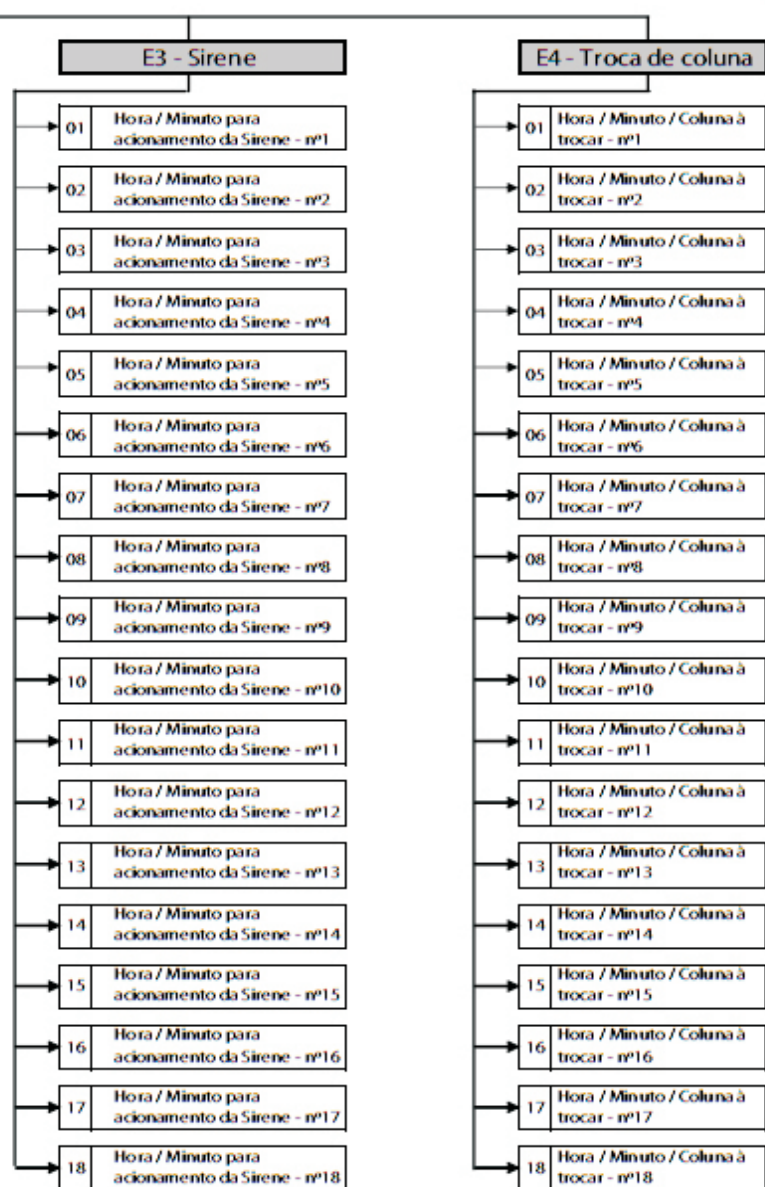 E3 - Sirene
01
Hora / Minuto para
acionamento da Sirene - nº1
02
Hora / Minuto para
acionamento da Sirene - nº2
03
Hora / Minuto para
acionamento da Sirene - nº3
04
Hora / Minuto para
acionamento da Sirene - nº4
05
Hora / Minuto para
acionamento da Sirene - nº5
06
Hora / Minuto para
acionamento da Sirene - nº6
07
Hora / Minuto para
acionamento da Sirene - nº7
08
Hora / Minuto para
acionamento da Sirene - nº8
09
Hora / Minuto para
acionamento da Sirene - nº9
10
Hora / Minuto para
acionamento da Sirene - nº10
11
Hora / Minuto para
acionamento da Sirene - nº11
12
Hora / Minuto para
acionamento da Sirene - nº12
13
Hora / Minuto para
acionamento da Sirene - nº13
14
Hora / Minuto para
acionamento da Sirene - nº14
15
Hora / Minuto para
acionamento da Sirene - nº15
16
Hora / Minuto para
acionamento da Sirene - nº16
17
Hora / Minuto para
acionamento da Sirene - nº17
18
Hora / Minuto para
acionamento da Sirene - nº18
E4 - Troca de coluna
01
Hora / Minuto / Coluna à
trocar - nº1
02
Hora / Minuto / Coluna à
trocar - nº2
03
Hora / Minuto / Coluna à
trocar - nº3
04
Hora / Minuto / Coluna à
trocar - nº4
05
Hora / Minuto / Coluna à
trocar - nº5
06
Hora / Minuto / Coluna à
trocar - nº6
07
Hora / Minuto / Coluna à
trocar - nº7
08
Hora / Minuto / Coluna à
trocar - nº8
09
Hora / Minuto / Coluna à
trocar - nº9
10
Hora / Minuto / Coluna à
trocar - nº10
11
Hora / Minuto / Coluna à
trocar - nº11
12
Hora / Minuto / Coluna à
trocar - nº12
13
Hora / Minuto / Coluna à
trocar - nº13
14
Hora / Minuto / Coluna à
trocar - nº14
15
Hora / Minuto / Coluna à
trocar - nº15
16
Hora / Minuto / Coluna à
trocar - nº16
17
Hora / Minuto / Coluna à
trocar - nº17
18
Hora / Minuto / Coluna à
trocar - nº18